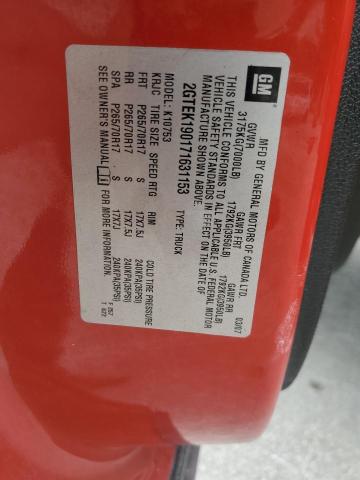 GM
MFD BY GENERAL MOTORS OF CANADA LTD.
03/07
GVWR GAWR FRT GAWR RR
3175KG(7000LB) 1792KG(3950LB) 1792KG(3950LB)
THIS VEHICLE CONFORMS TO ALL APPLICABLE U.S. FEDERAL MOTOR
VEHICLE SAFETY STANDARDS IN EFFECT ON THE DATE OF
MANUFACTURE SHOWN ABOVE.
2GTEK190171631153 TYPE: TRUCK
MODEL: K10753
KRJC TIRE SIZE SPEED RTG RIM COLD TIRE PRESSURE
FRT P265/70R17 S 17X7.5J 240KPA(35PSI)
RR P265/70R17 S 17X7.5J 240KPA(35PSI)
SPA P265/70R17 S 17X7J 240KPA(35PSI)
SEE OWNER'S MANUAL FOR MORE INFORMATION.